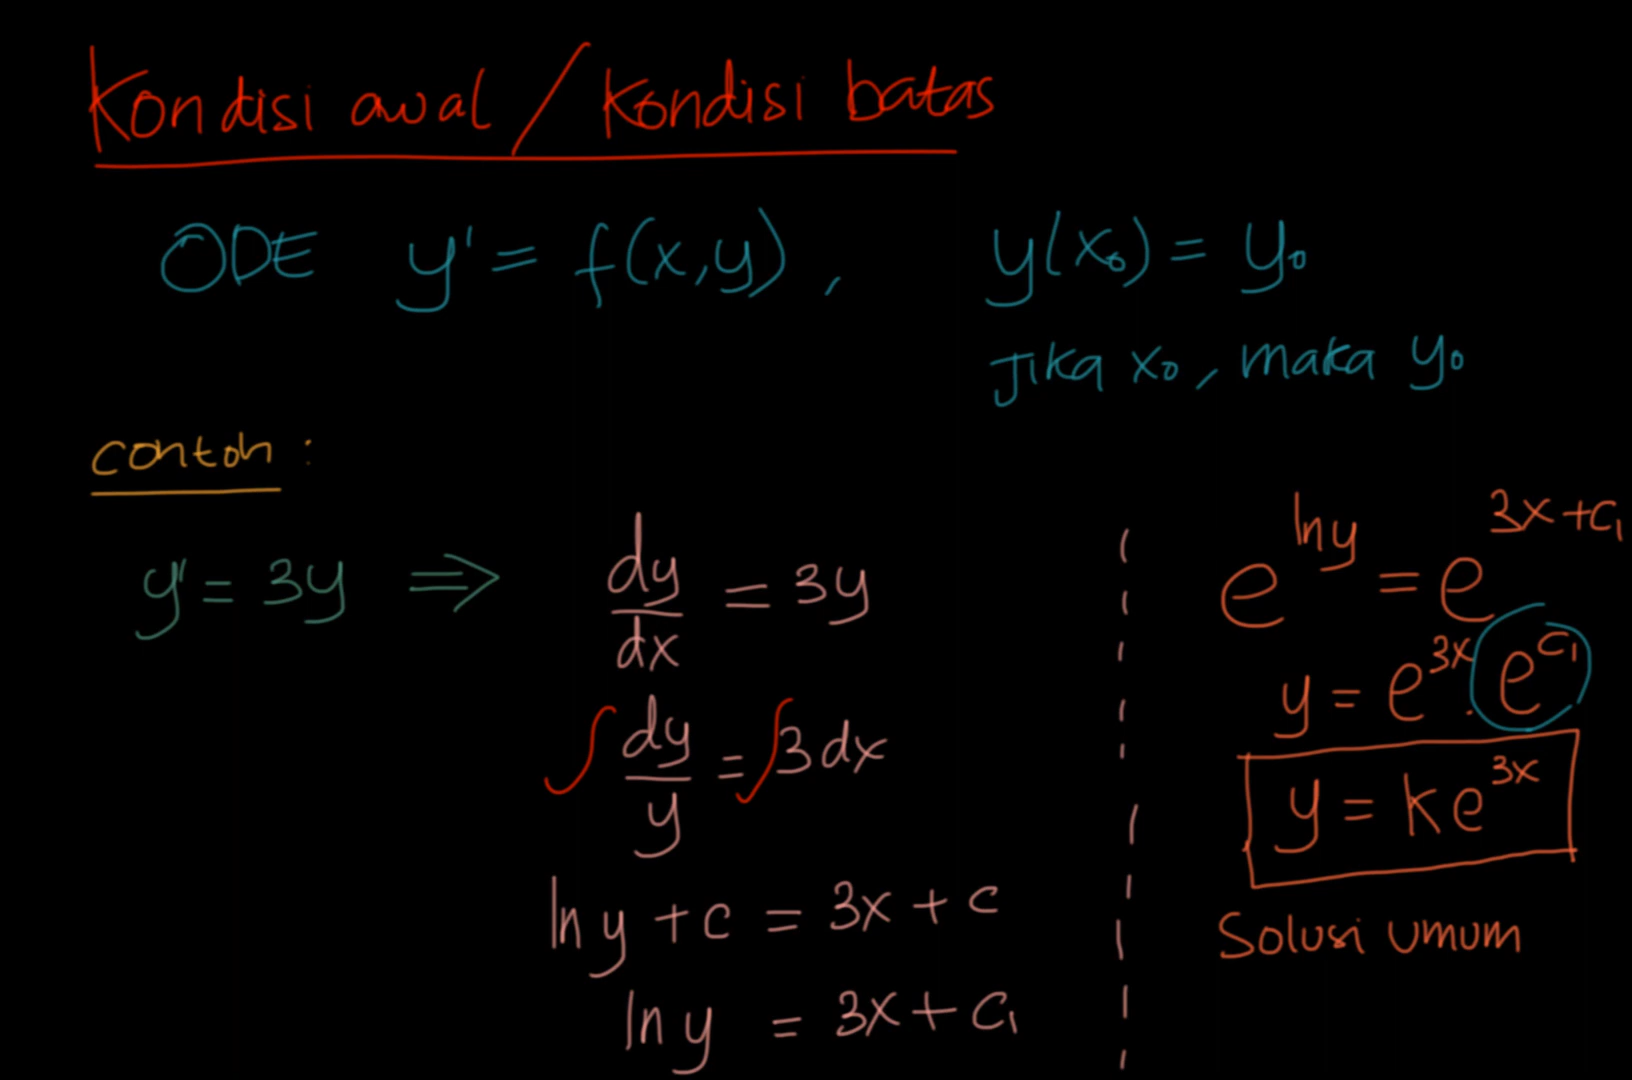 Kondisi awal / Kondisi batas
ODE y' = f(x,y) , y(x₀) = y₀
Jika x₀, maka y₀
contoh :
y' = 3y ⇒ dy/dx = 3y
∫ dy/y = ∫ 3 dx
ln y + c = 3x + c
ln y = 3x + c₁
e^(ln y) = e^(3x + c₁)
y = e^(3x) . e^(c₁)
y = k e^(3x)
Solusi umum